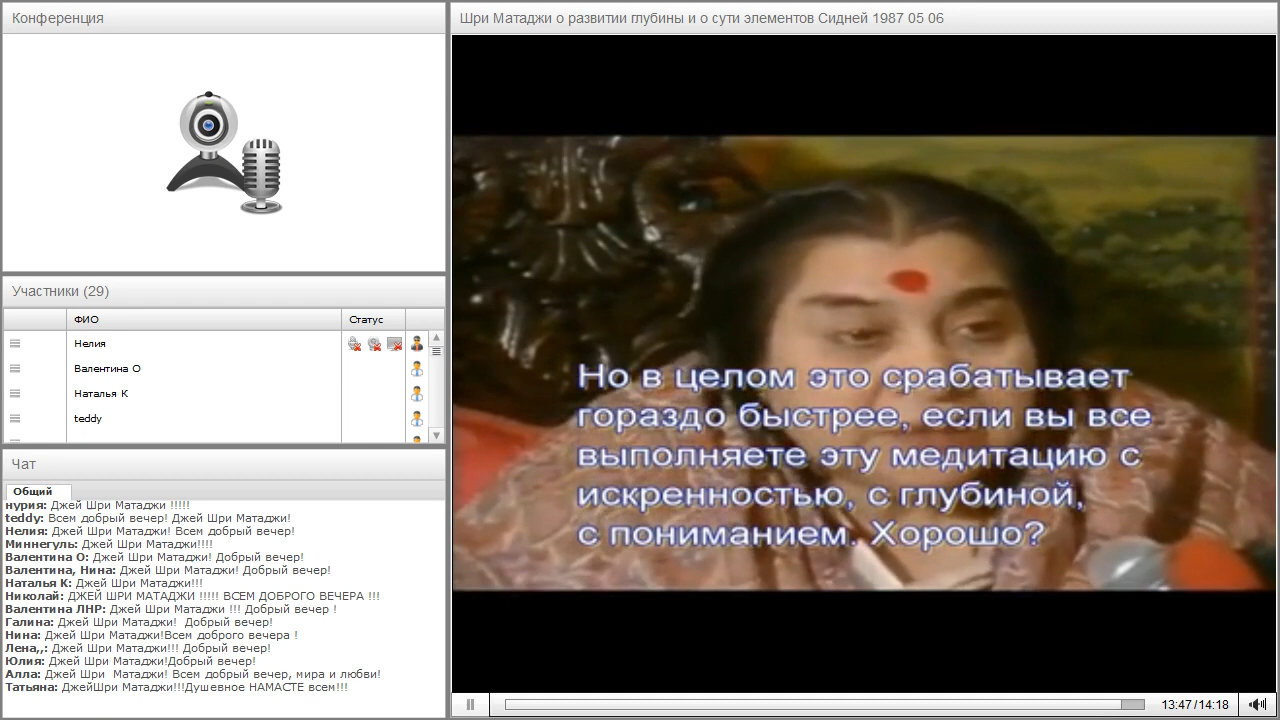 Конференция
Шри Матаджи о развитии глубины и о сути элементов Сидней 1987 05 06
Но в целом это срабатывает
гораздо быстрее, если вы все
выполняете эту медитацию с
искренностью, с глубиной,
с пониманием. Хорошо?
13:47/14:18
Участники (29)
ФИО Статус
Нелия
Валентина О
Наталья К
teddy
Чат
Общий
нурия: Джей Шри Матаджи !!!!!
teddy: Всем добрый вечер! Джей Шри Матаджи!
Нелия: Джей Шри Матаджи! Всем добрый вечер!
Миннегуль: Джей Шри Матаджи!!!!
Валентина О: Джей Шри Матаджи! Добрый вечер!
Валентина, Нина: Джей Шри Матаджи! Добрый вечер!
Наталья К: Джей Шри Матаджи!!!
Николай: ДЖЕЙ ШРИ МАТАДЖИ !!!!! ВСЕМ ДОБРОГО ВЕЧЕРА !!!
Валентина ЛНР: Джей Шри Матаджи !!! Добрый вечер !
Галина: Джей Шри Матаджи!  Добрый вечер!
Нина: Джей Шри Матаджи!Всем доброго вечера !
Лена,,: Джей Шри Матаджи!!! Добрый вечер!
Юлия: Джей Шри Матаджи!Добрый вечер!
Алла: Джей Шри  Матаджи! Всем добрый вечер, мира и любви!
Татьяна: ДжейШри Матаджи!!!Душевное НАМАСТЕ всем!!!